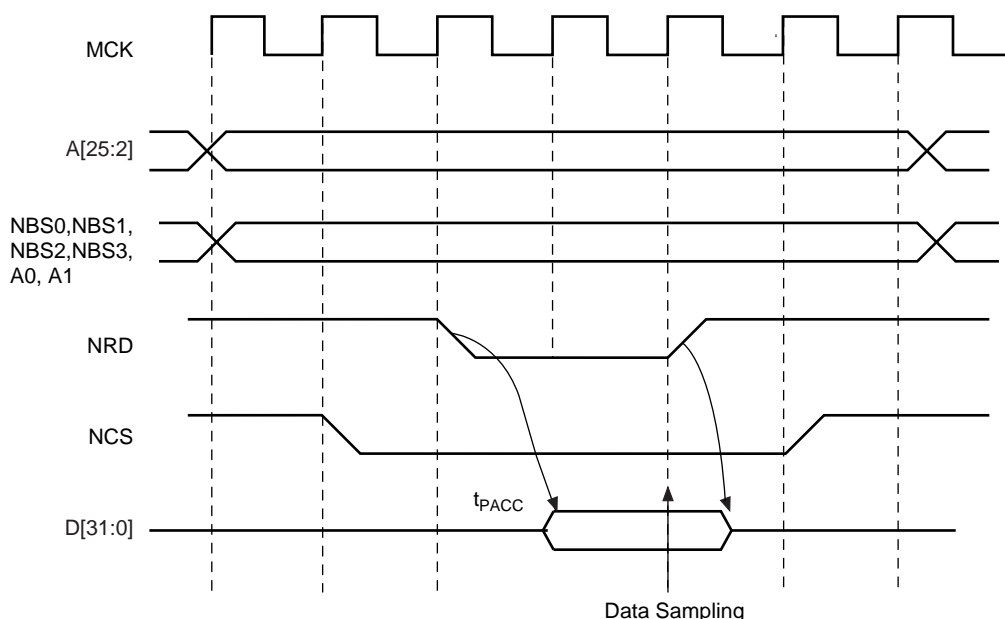 MCK
A[25:2]
NBS0,NBS1,
NBS2,NBS3,
A0, A1
NRD
NCS
tPACC
D[31:0]
Data Sampling